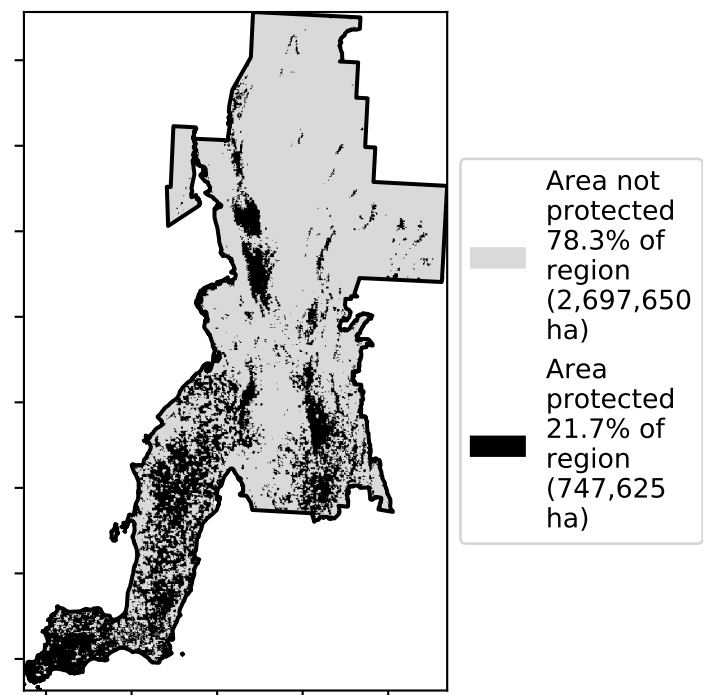 Area not
protected
78.3% of
region
(2,697,650
ha)
Area
protected
21.7% of
region
(747,625
ha)